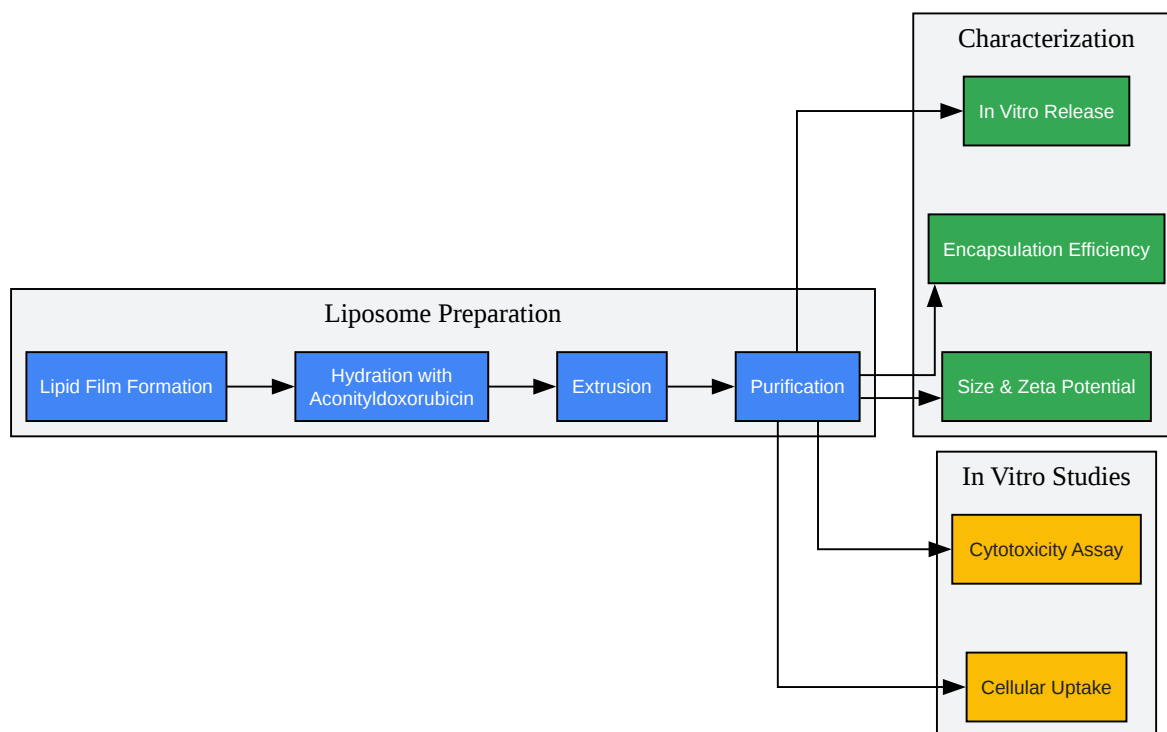 Liposome Preparation
Lipid Film Formation
Hydration with
Aconityldoxorubicin
Extrusion
Purification
Characterization
In Vitro Release
Encapsulation Efficiency
Size & Zeta Potential
In Vitro Studies
Cytotoxicity Assay
Cellular Uptake